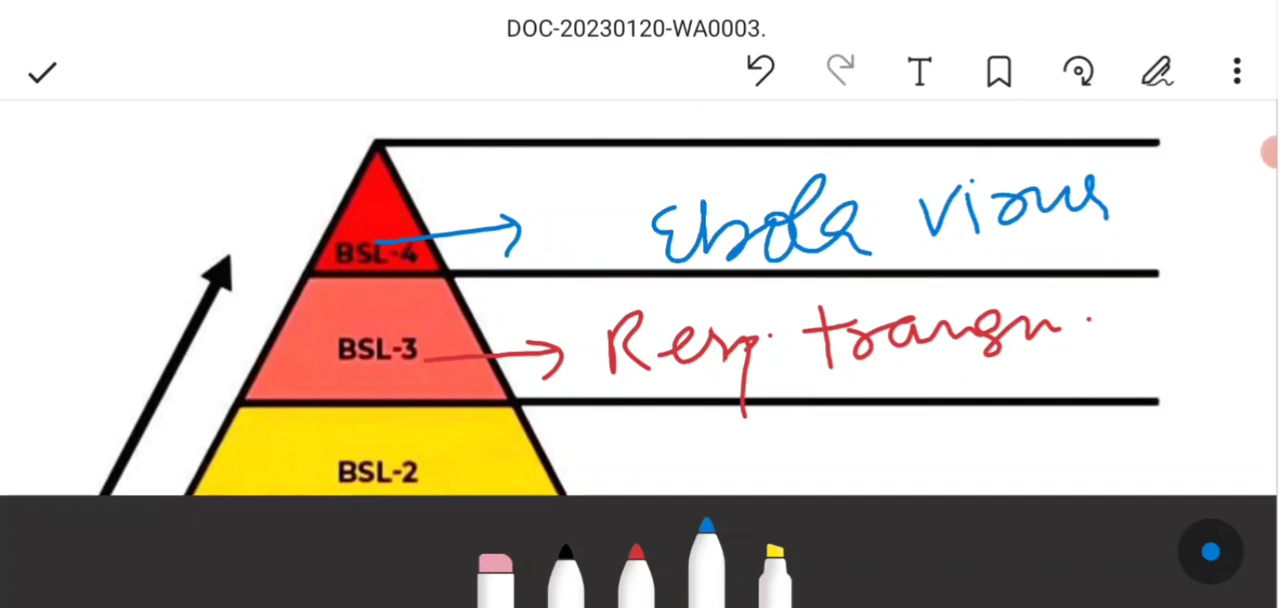 DOC-20230120-WA0003.
T
BSL-4 Ebola virus
BSL-3 Resp. transm.
BSL-2